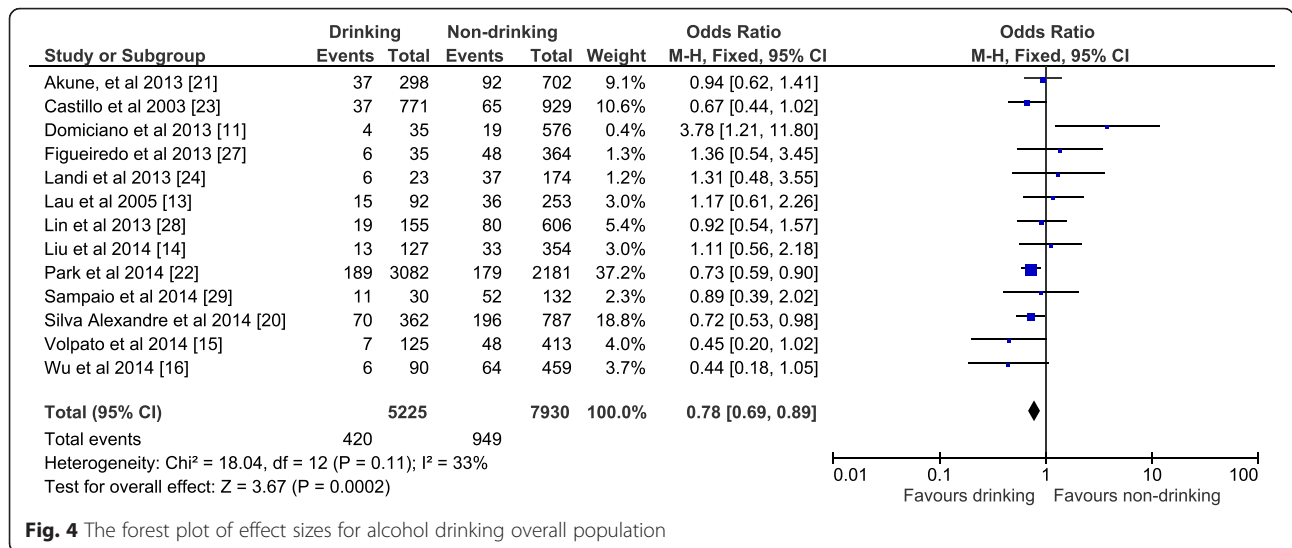 Drinking Non-drinking Odds Ratio Odds Ratio
Study or Subgroup Events Total Events Total Weight M-H, Fixed, 95% CI M-H, Fixed, 95% CI
Akune, et al 2013 [21] 37 298 92 702 9.1% 0.94 [0.62, 1.41]
Castillo et al 2003 [23] 37 771 65 929 10.6% 0.67 [0.44, 1.02]
Domiciano et al 2013 [11] 4 35 19 576 0.4% 3.78 [1.21, 11.80]
Figueiredo et al 2013 [27] 6 35 48 364 1.3% 1.36 [0.54, 3.45]
Landi et al 2013 [24] 6 23 37 174 1.2% 1.31 [0.48, 3.55]
Lau et al 2005 [13] 15 92 36 253 3.0% 1.17 [0.61, 2.26]
Lin et al 2013 [28] 19 155 80 606 5.4% 0.92 [0.54, 1.57]
Liu et al 2014 [14] 13 127 33 354 3.0% 1.11 [0.56, 2.18]
Park et al 2014 [22] 189 3082 179 2181 37.2% 0.73 [0.59, 0.90]
Sampaio et al 2014 [29] 11 30 52 132 2.3% 0.89 [0.39, 2.02]
Silva Alexandre et al 2014 [20] 70 362 196 787 18.8% 0.72 [0.53, 0.98]
Volpato et al 2014 [15] 7 125 48 413 4.0% 0.45 [0.20, 1.02]
Wu et al 2014 [16] 6 90 64 459 3.7% 0.44 [0.18, 1.05]
Total (95% CI) 5225 7930 100.0% 0.78 [0.69, 0.89]
Total events 420 949
Heterogeneity: Chi² = 18.04, df = 12 (P = 0.11); I² = 33%
Test for overall effect: Z = 3.67 (P = 0.0002)
0.01 0.1 1 10 100
Favours drinking Favours non-drinking
Fig. 4 The forest plot of effect sizes for alcohol drinking overall population